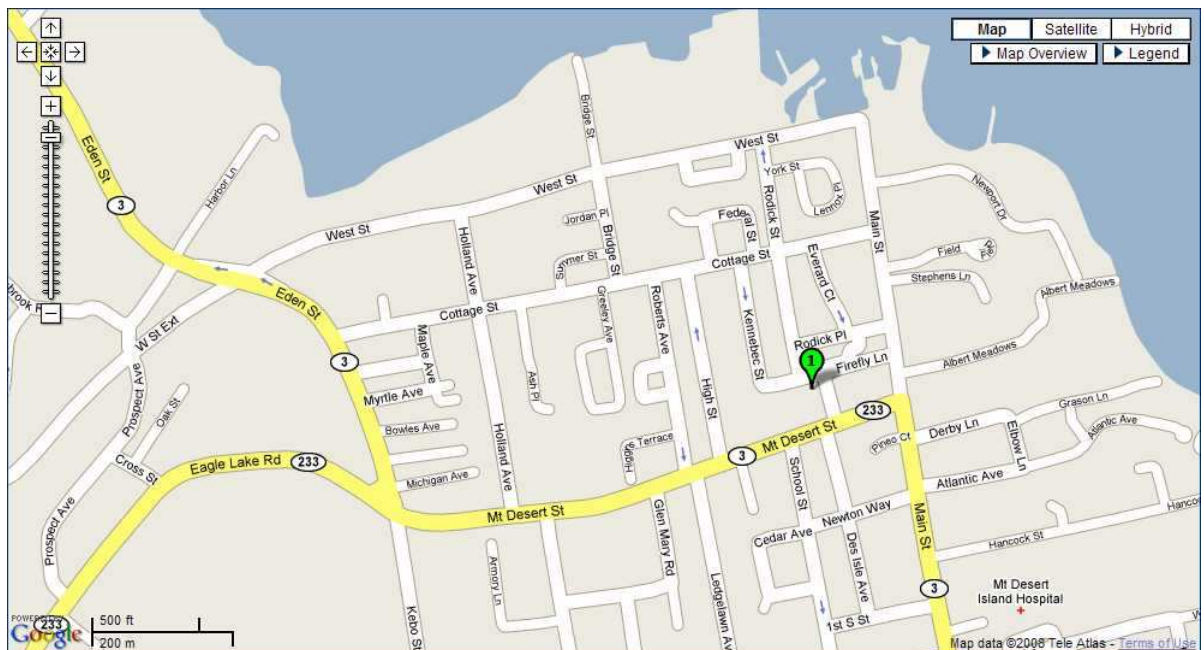 Map Satellite Hybrid
Map Overview Legend
Bridge St
Eden St
Harbor Ln
West St
3
York St
West St
Lennox Pl
Newport Dr
Jordan Pl
Federal St
Rodick St
Main St
West St
Holland Ave
Bridge St
Cottage St
Everard Ct
Field
Stephens Ln
Albert Meadows
Eden St
Greeley Ave
Roberts Ave
Cottage St
Kennebec St
W St Ext
Maple Ave
High St
Rodick Pl
Firefly Ln
Albert Meadows
3
1
Ash Pl
Myrtle Ave
Prospect Ave
Oak St
Bowles Ave
233
Mt Desert St
Pineo Ct
Derby Ln
Grason Ln
Atlantic Ave
Elbow Ln
Holland Ave
Terrace
3
Eagle Lake Rd
233
Cross St
Michigan Ave
School St
Atlantic Ave
Mt Desert St
Glen Mary Rd
Newton Way
Main St
Cedar Ave
Prospect Ave
Hancock St
Armory Ln
Des Isle Ave
Ledgelawn Av
3
Mt Desert
Island Hospital
Kebo St
1st S St
POWERED BY
Google
233
500 ft
200 m
Map data ©2008 Tele Atlas - Terms of Use